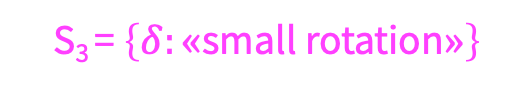 S₃= {δ: «small rotation»}